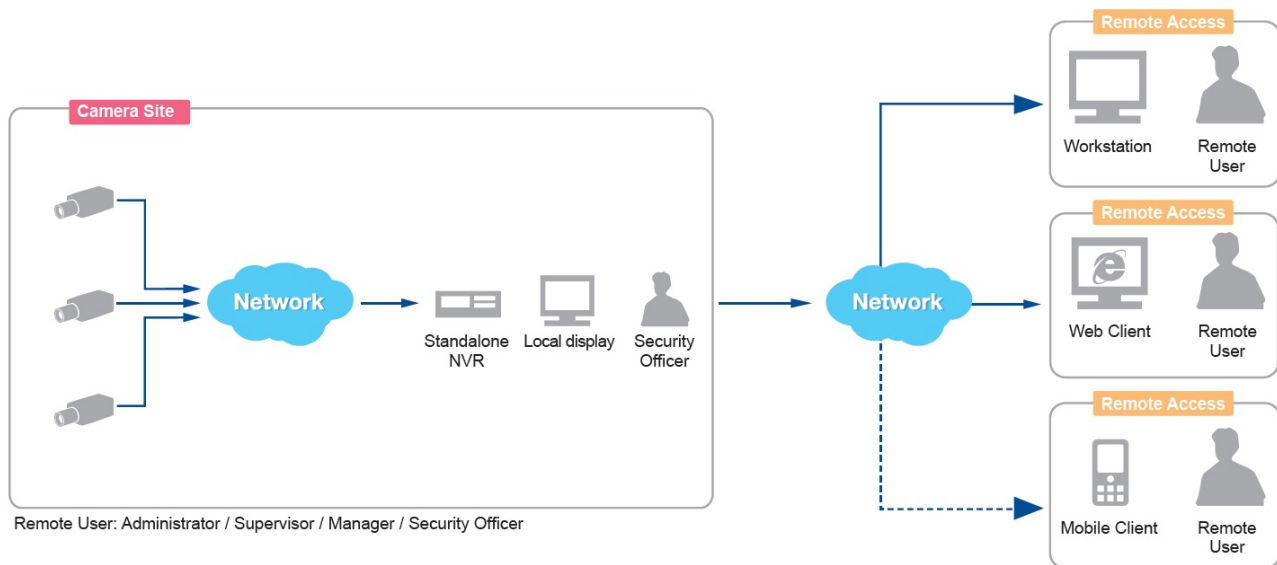 Camera Site
Network
Standalone
NVR
Local display
Security
Officer
Remote User: Administrator / Supervisor / Manager / Security Officer
Network
Remote Access
Workstation
Remote
User
Remote Access
Web Client
Remote
User
Remote Access
Mobile Client
Remote
User